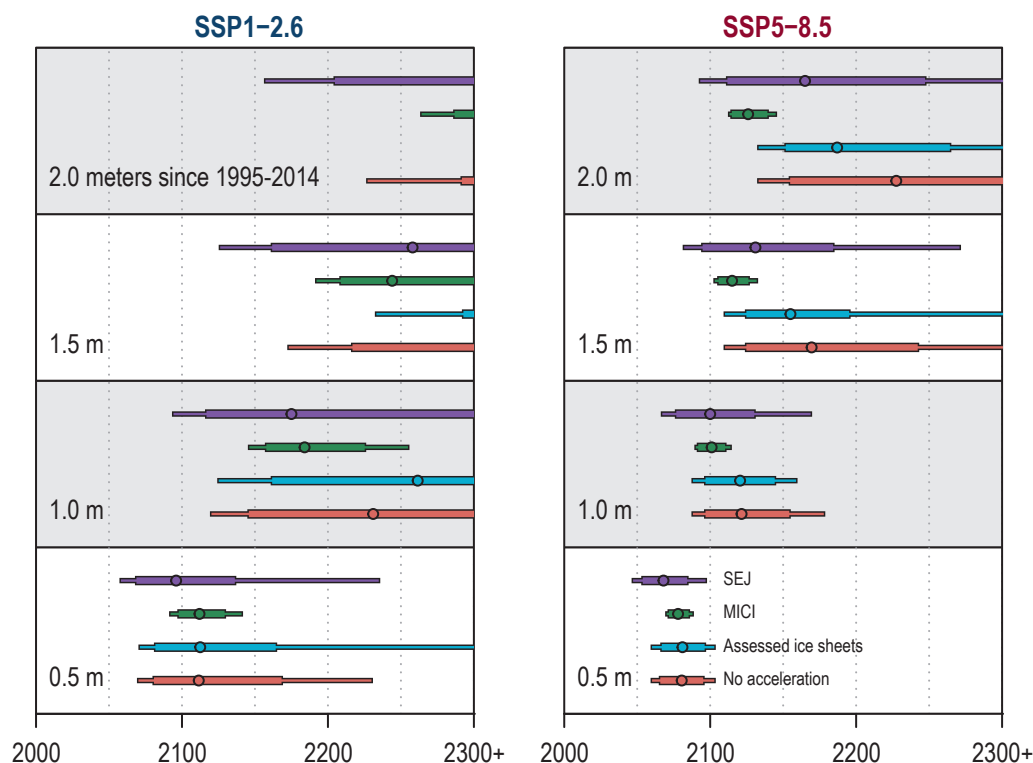 SSP1−2.6
SSP5−8.5
2.0 meters since 1995-2014
2.0 m
1.5 m
1.5 m
1.0 m
1.0 m
SEJ
MICI
Assessed ice sheets
No acceleration
0.5 m
0.5 m
2000 2100 2200 2300+
2000 2100 2200 2300+